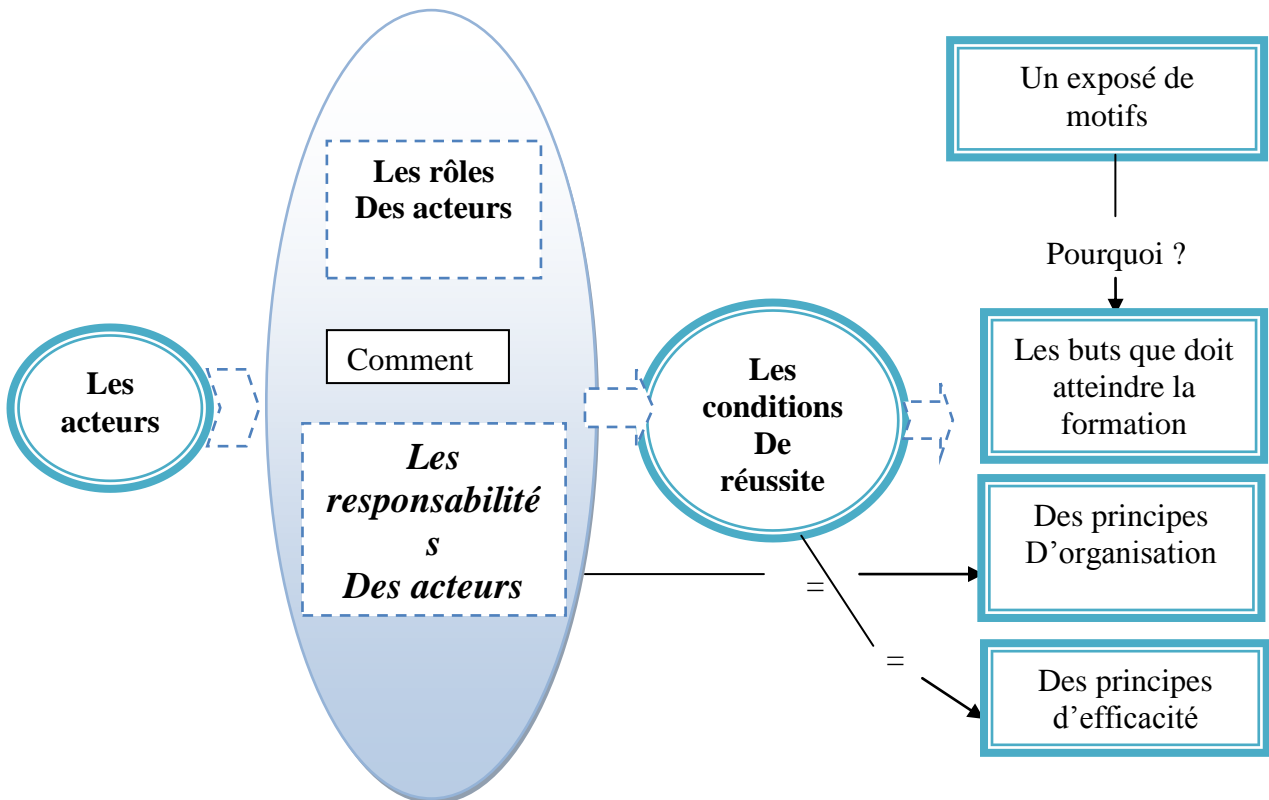 Les
acteurs
Les rôles
Des acteurs
Comment
Les
responsabilité
s
Des acteurs
Les
conditions
De
réussite
Un exposé de
motifs
Pourquoi ?
Les buts que doit
atteindre la
formation
=
Des principes
D’organisation
=
Des principes
d’efficacité